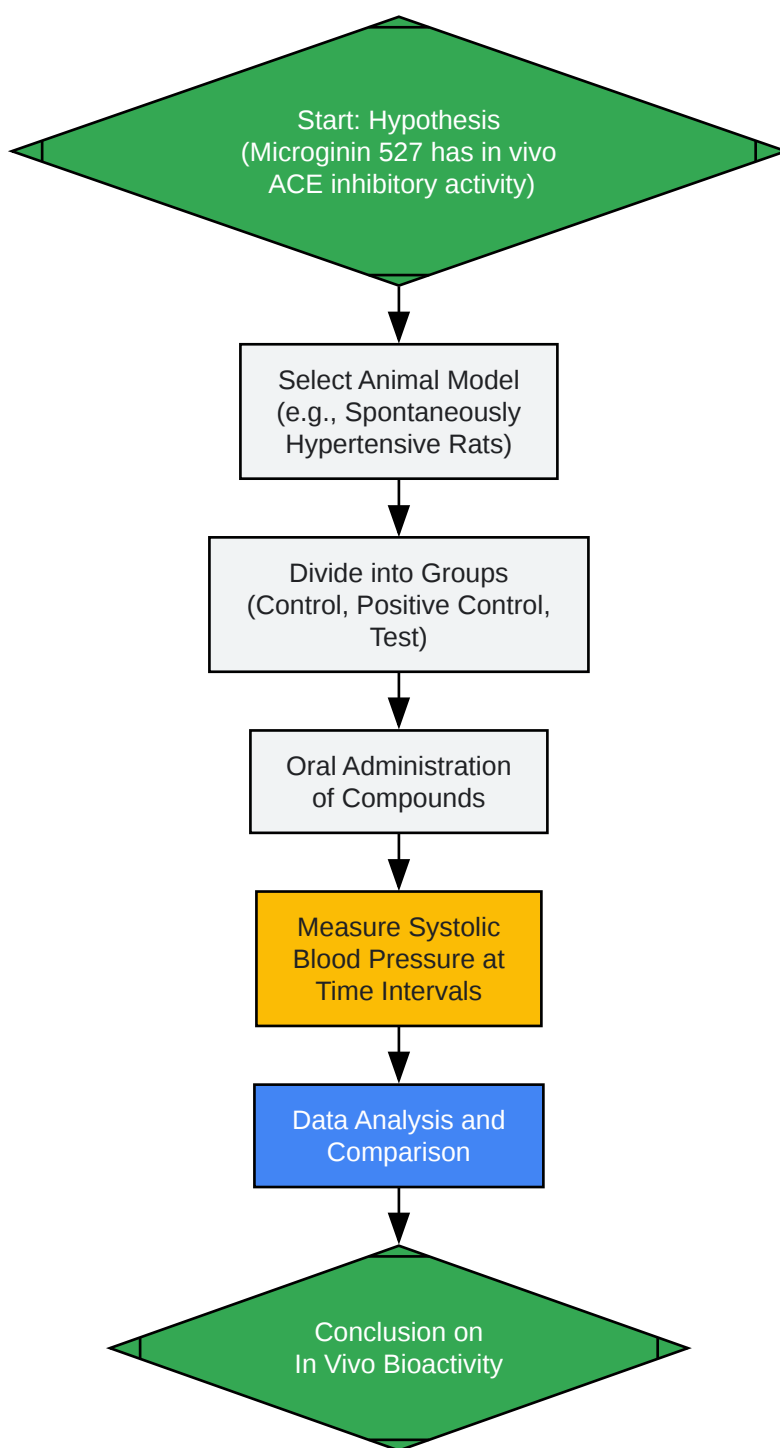 Start: Hypothesis
(Microginin 527 has in vivo
ACE inhibitory activity)
Select Animal Model
(e.g., Spontaneously
Hypertensive Rats)
Divide into Groups
(Control, Positive Control,
Test)
Oral Administration
of Compounds
Measure Systolic
Blood Pressure at
Time Intervals
Data Analysis and
Comparison
Conclusion on
In Vivo Bioactivity